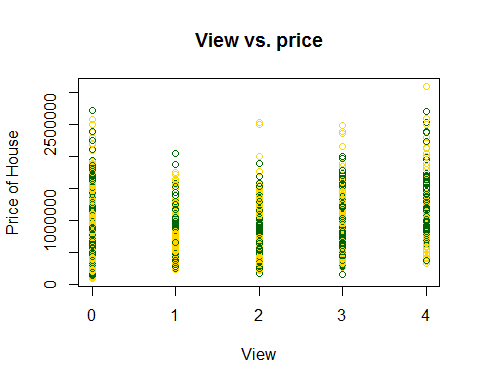 View vs. price
Price of House
2500000
1000000
0
0 1 2 3 4
View